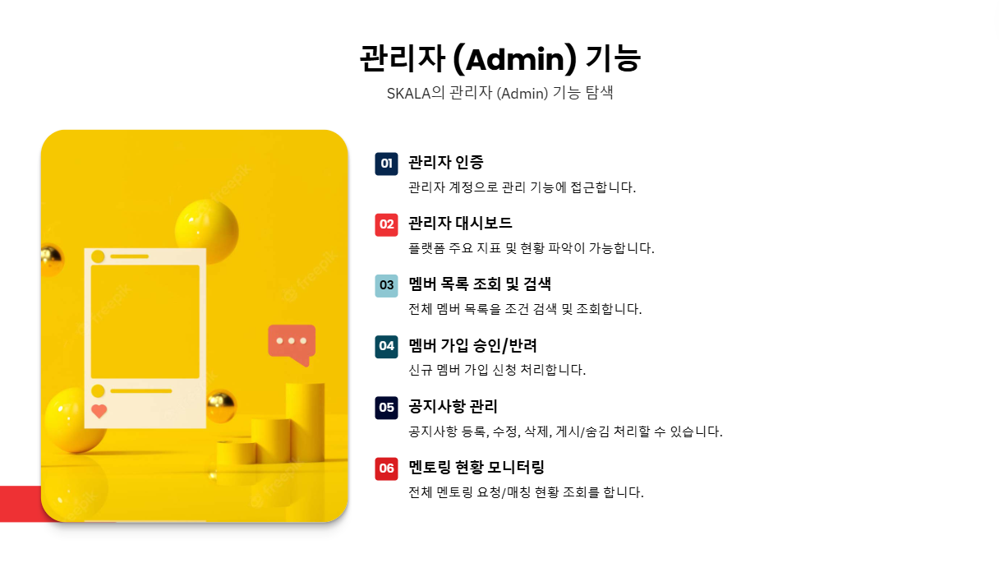 관리자 (Admin) 기능
SKALA의 관리자 (Admin) 기능 탐색
01 관리자 인증
관리자 계정으로 관리 기능에 접근합니다.
02 관리자 대시보드
플랫폼 주요 지표 및 현황 파악이 가능합니다.
03 멤버 목록 조회 및 검색
전체 멤버 목록을 조건 검색 및 조회합니다.
04 멤버 가입 승인/반려
신규 멤버 가입 신청 처리합니다.
05 공지사항 관리
공지사항 등록, 수정, 삭제, 게시/숨김 처리할 수 있습니다.
06 멘토링 현황 모니터링
전체 멘토링 요청/매칭 현황 조회를 합니다.
freepik
freepik
freepik
freepik